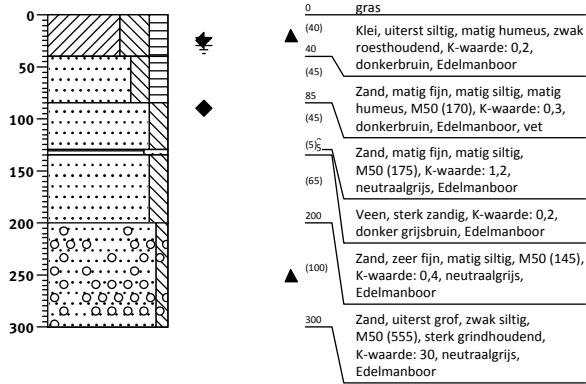 0
50
100
150
200
250
300
0 gras
(40)
Klei, uiterst siltig, matig humeus, zwak
roesthoudend, K-waarde: 0,2,
donkerbruin, Edelmanboor
40
(45)
Zand, matig fijn, matig siltig, matig
humeus, M50 (170), K-waarde: 0,3,
donkerbruin, Edelmanboor, vet
85
(45)
Zand, matig fijn, matig siltig,
M50 (175), K-waarde: 1,2,
neutraalgrijs, Edelmanboor
(5)
Veen, sterk zandig, K-waarde: 0,2,
donker grijsbruin, Edelmanboor
(65)
Zand, zeer fijn, matig siltig, M50 (145),
K-waarde: 0,4, neutraalgrijs,
Edelmanboor
200
(100)
Zand, uiterst grof, zwak siltig,
M50 (555), sterk grindhoudend,
K-waarde: 30, neutraalgrijs,
Edelmanboor
300